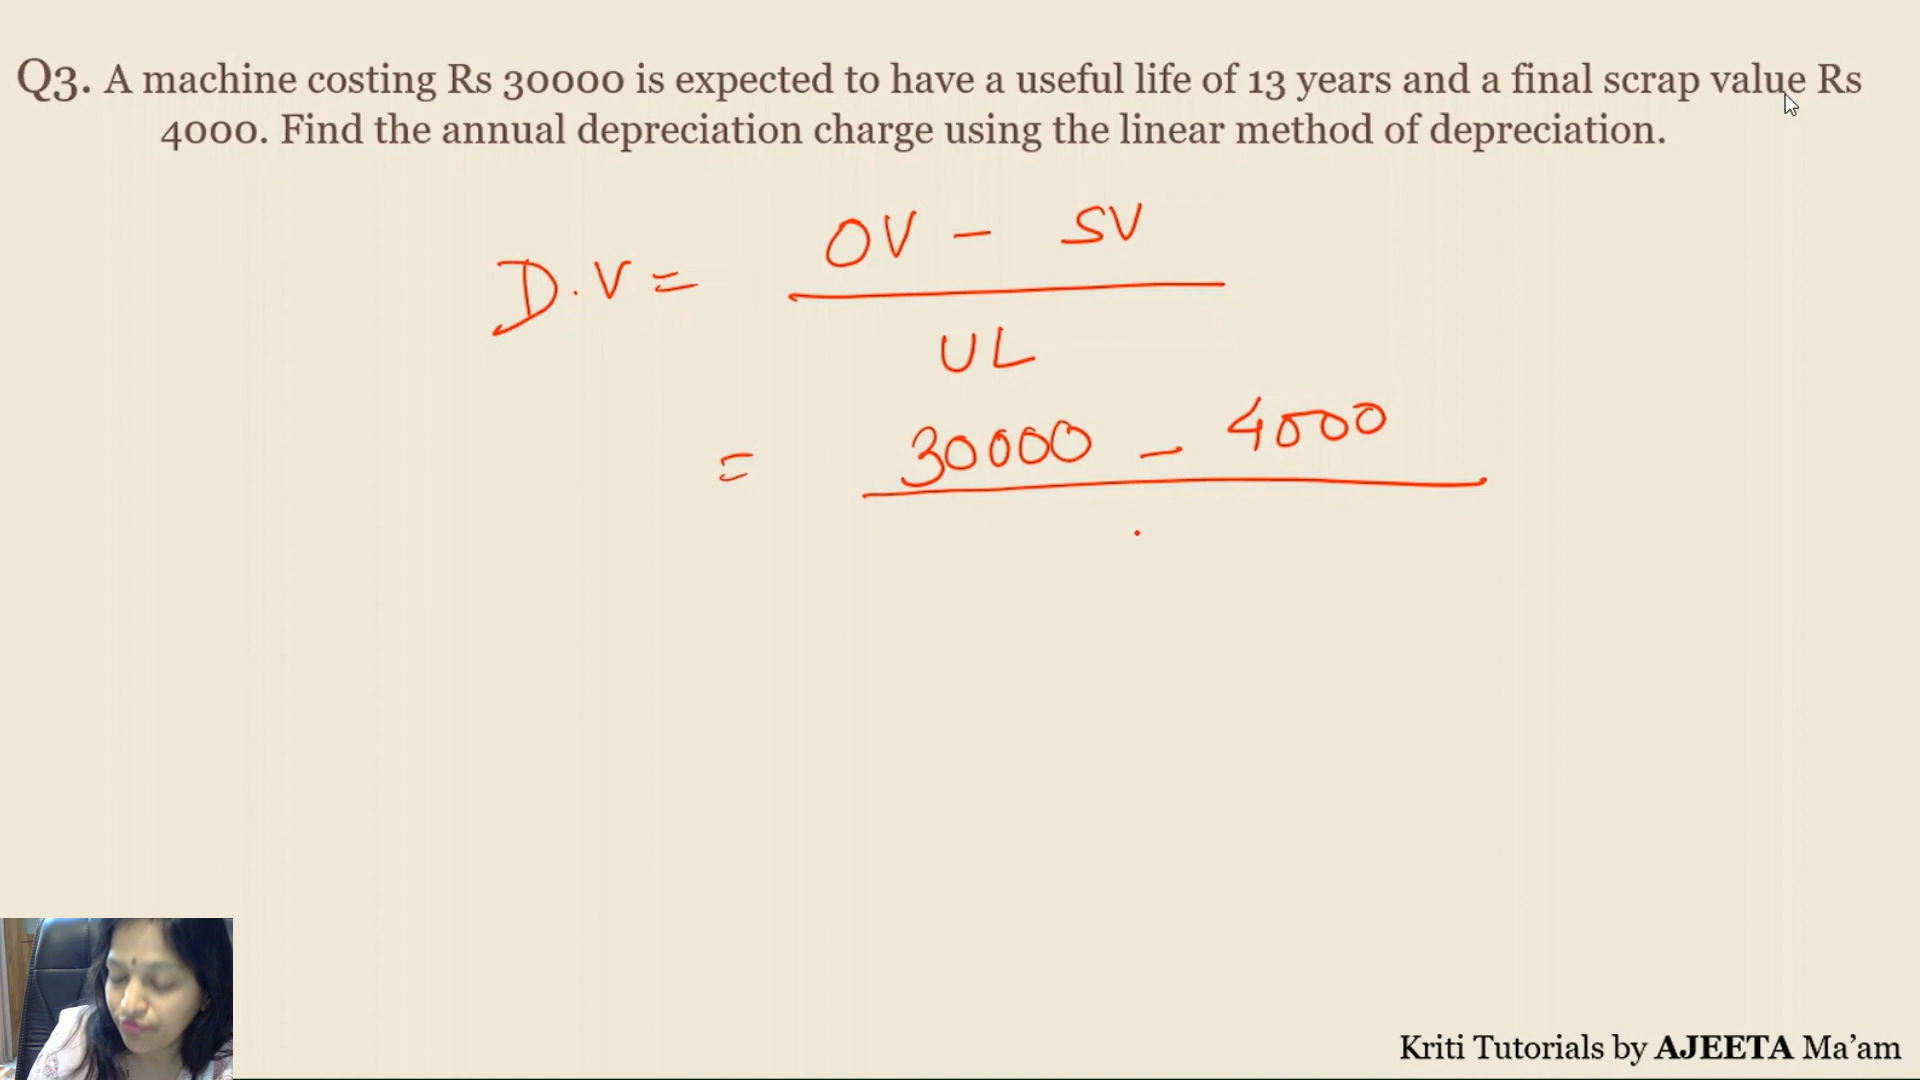 Q3. A machine costing Rs 30000 is expected to have a useful life of 13 years and a final scrap value Rs
4000. Find the annual depreciation charge using the linear method of depreciation.
D.V = OV - SV
UL
= 30000 - 4000
Kriti Tutorials by AJEETA Ma'am